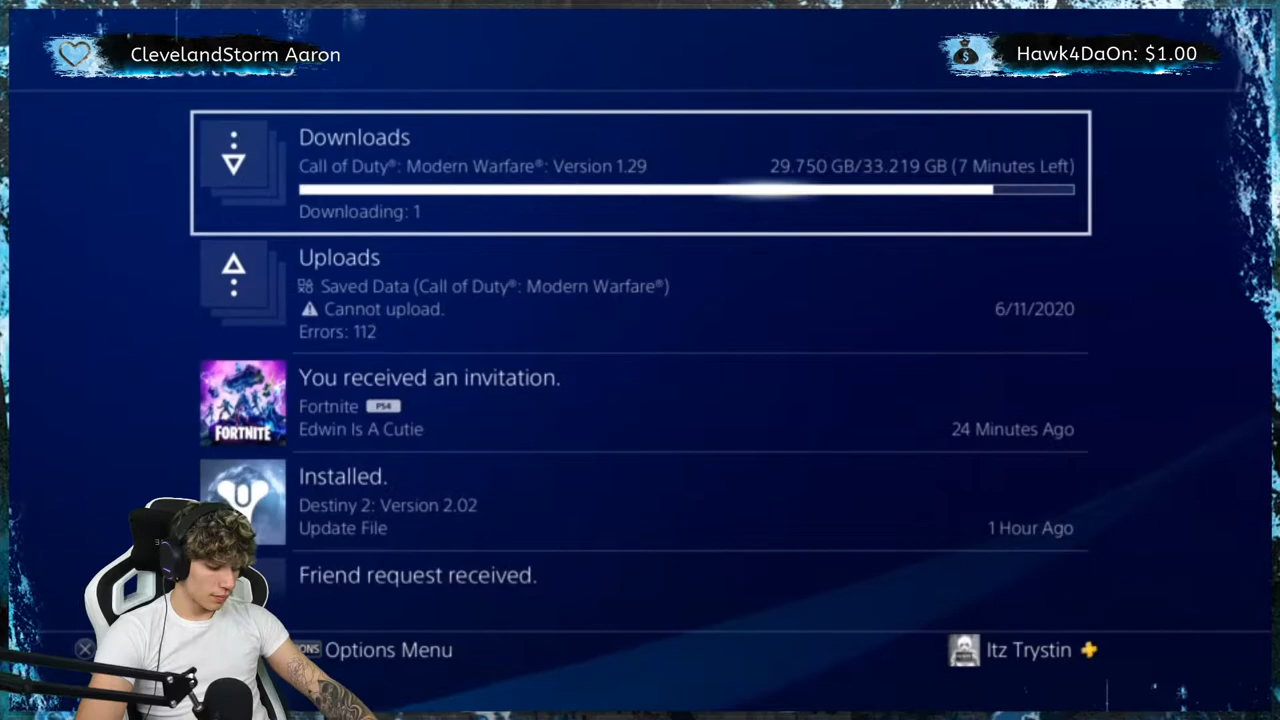 ClevelandStorm Aaron
Hawk4DaOn: $1.00
Downloads
Call of Duty®: Modern Warfare®: Version 1.29
29.750 GB/33.219 GB (7 Minutes Left)
Downloading: 1
Uploads
Saved Data (Call of Duty®: Modern Warfare®)
Cannot upload.
6/11/2020
Errors: 112
You received an invitation.
Fortnite PS4
Edwin Is A Cutie
24 Minutes Ago
FORTNITE
Installed.
Destiny 2: Version 2.02
Update File
1 Hour Ago
Friend request received.
Options Menu
Itz Trystin